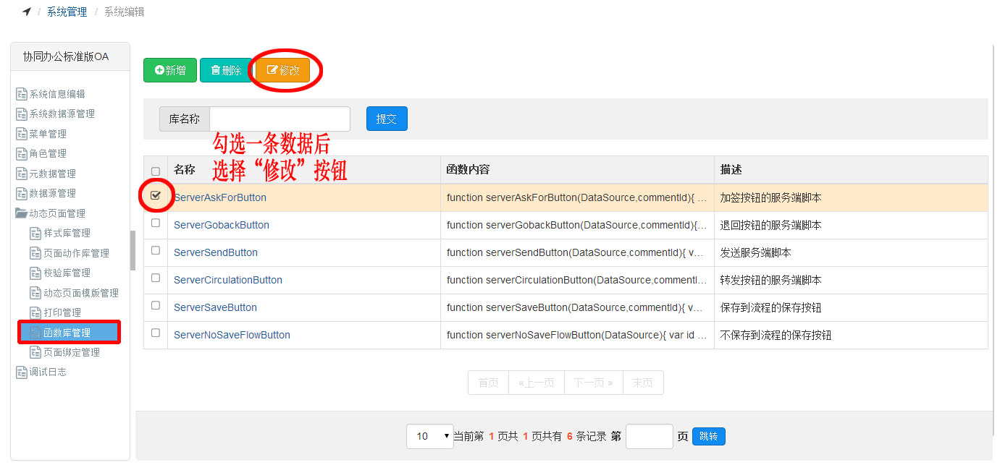 / 系统管理 / 系统编辑
协同办公标准版OA
系统信息编辑
系统数据源管理
菜单管理
角色管理
元数据管理
数据源管理
动态页面管理
样式库管理
页面动作库管理
校验库管理
动态页面模版管理
打印管理
函数库管理
页面绑定管理
调试日志
新增 删除 修改
库名称 提交
勾选一条数据后
选择“修改”按钮
名称 函数内容 描述
ServerAskForButton function serverAskForButton(DataSource,commentId){ ... 加签按钮的服务端脚本
ServerGobackButton function serverGobackButton(DataSource,commentId){... 退回按钮的服务端脚本
ServerSendButton function serverSendButton(DataSource,commentId){ v... 发送服务端脚本
ServerCirculationButton function serverCirculationButton(DataSource,commentI... 转发按钮的服务端脚本
ServerSaveButton function serverSaveButton(DataSource,commentId){ v... 保存到流程的保存按钮
ServerNoSaveFlowButton function serverNoSaveFlowButton(DataSource){ var id ... 不保存到流程的保存按钮
首页 «上一页 下一页 » 末页
10 当前第 1 页共 1 页共有 6 条记录 第 页 跳转